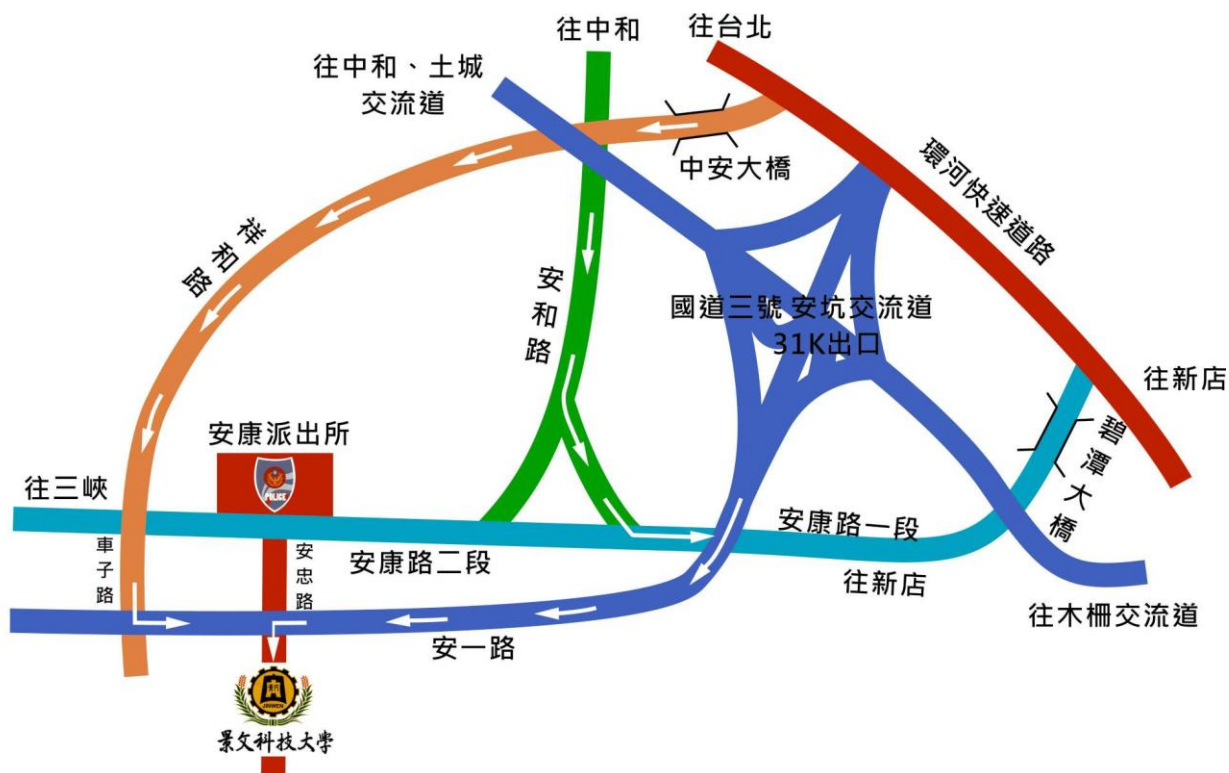 往中和
往台北
往中和、土城
交流道
中安大橋
環河快速道路
祥和路
安和路
國道三號 安坑交流道
31K出口
往新店
碧潭大橋
安康派出所
POLICE
往三峽
車子路
安忠路
安康路二段
安康路一段
往新店
往木柵交流道
安一路
JINWEN
景文科技大學